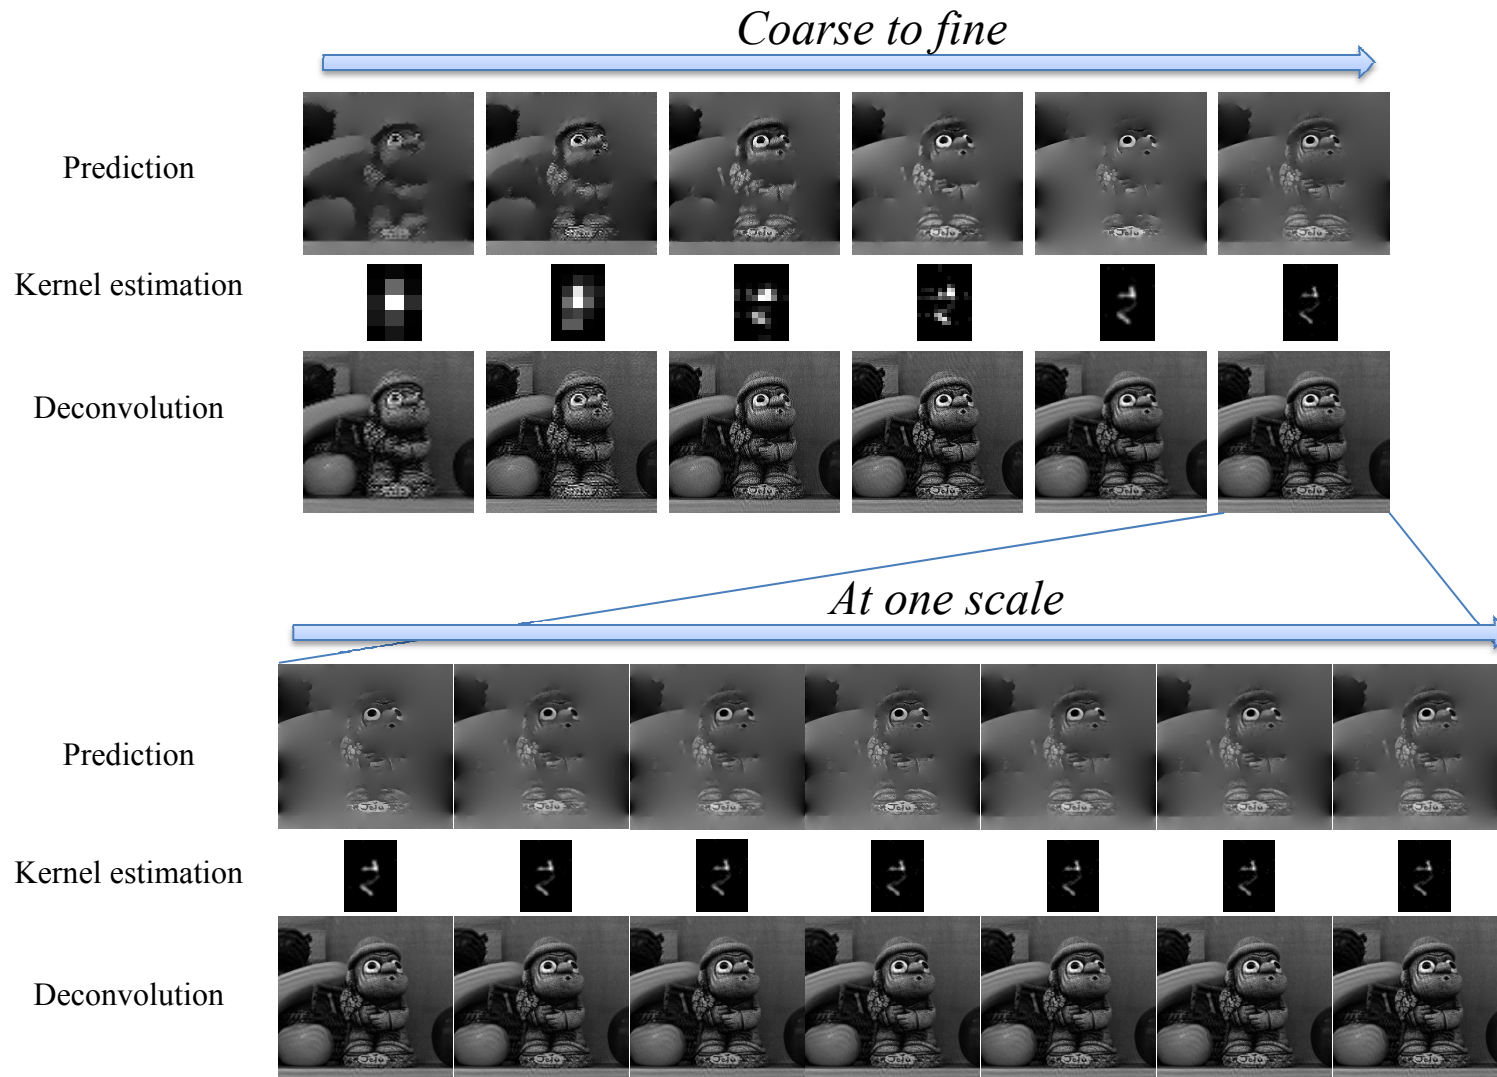 Coarse to fine
Prediction
Kernel estimation
Deconvolution
At one scale
Prediction
Kernel estimation
Deconvolution